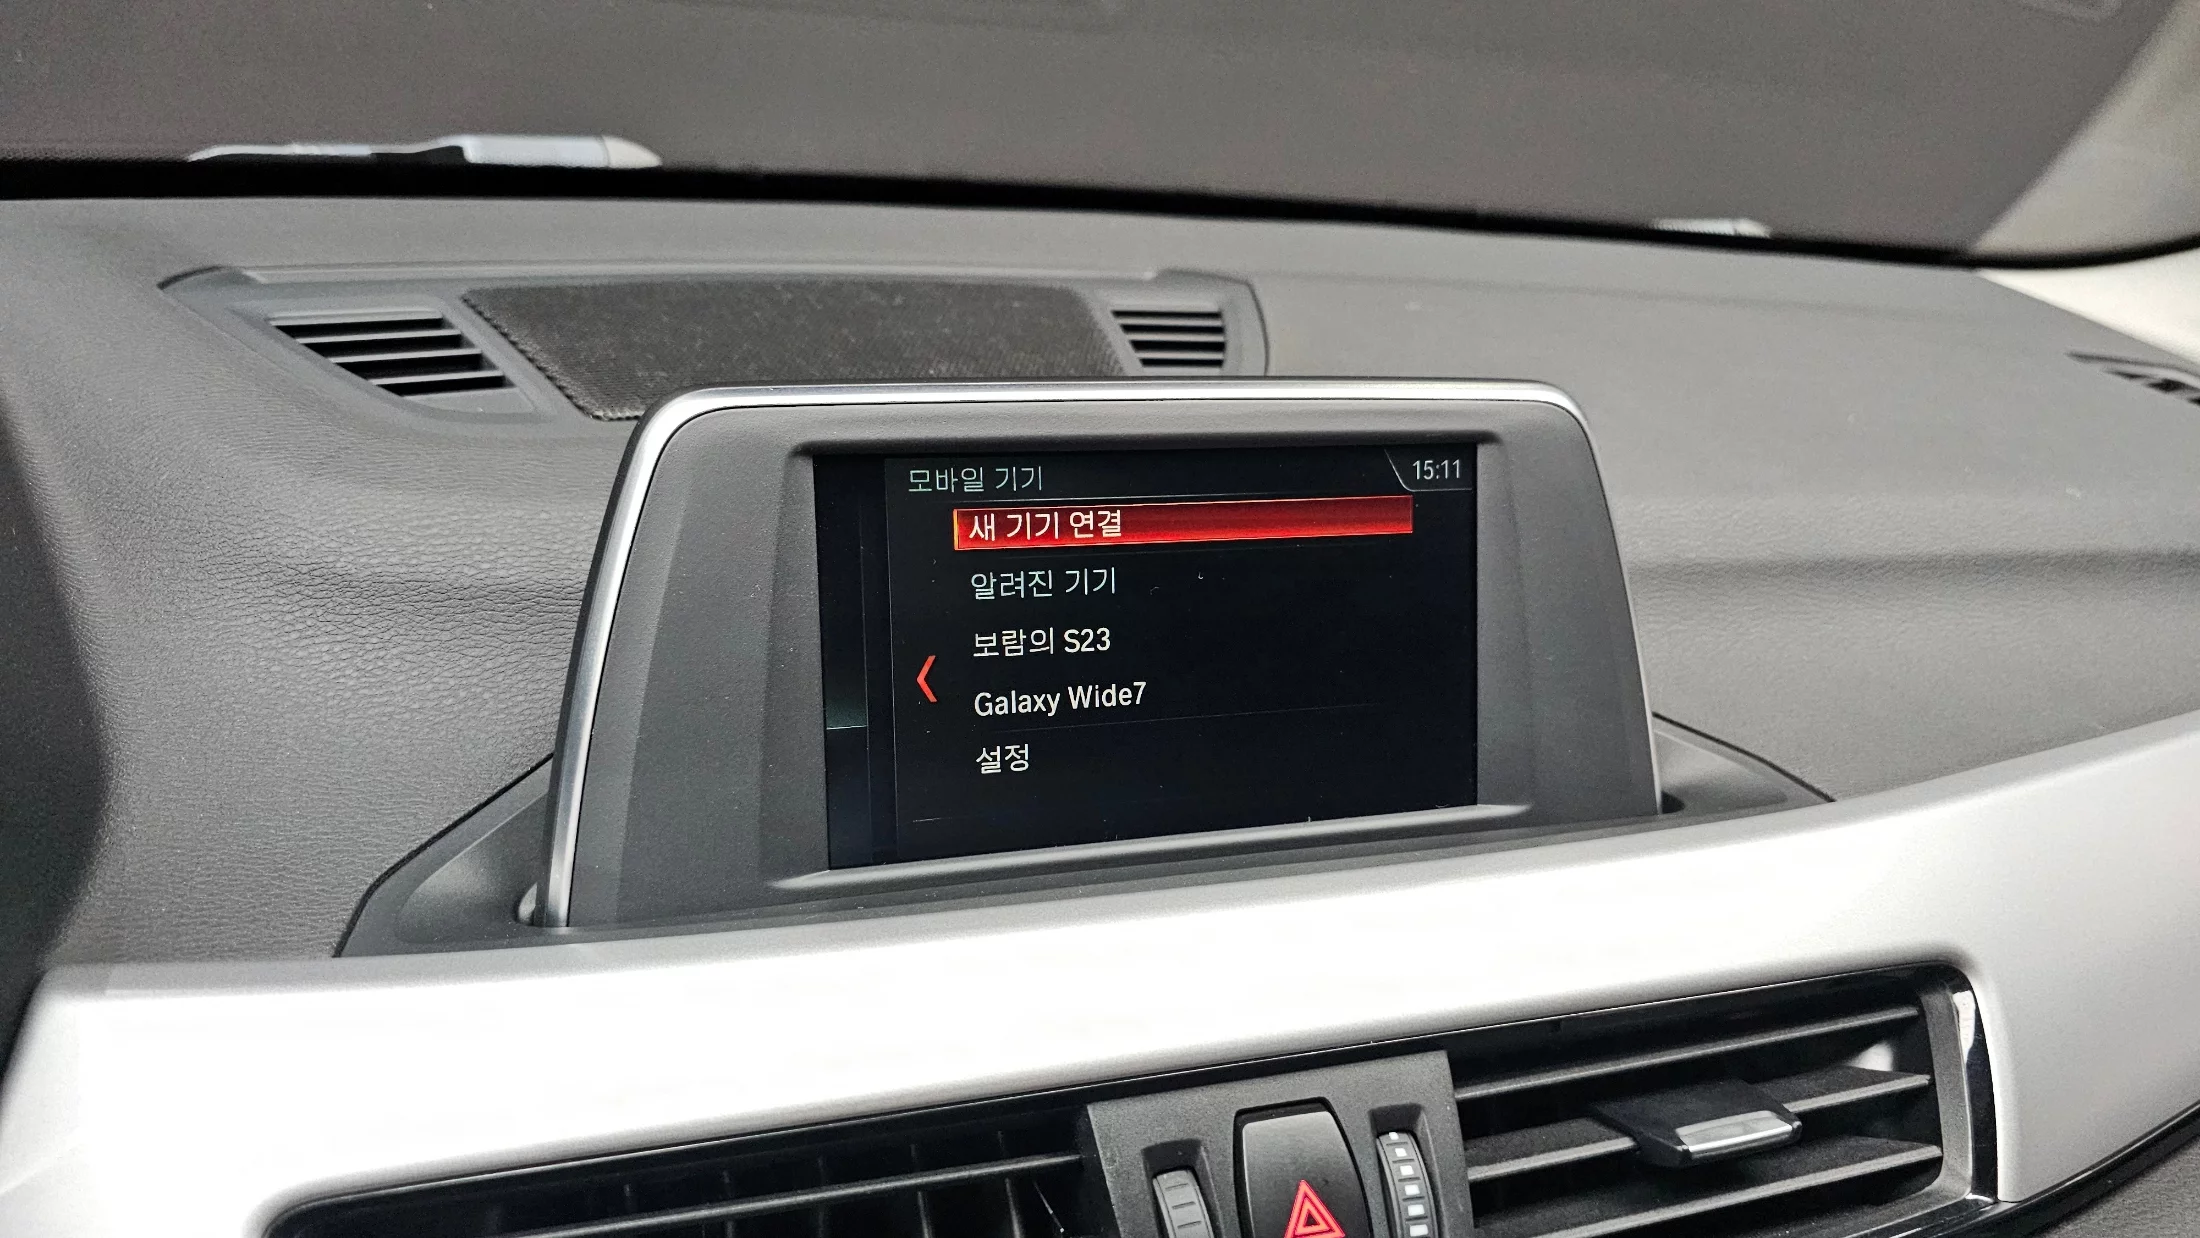 모바일 기기
15:11
새 기기 연결
알려진 기기
보람의 S23
Galaxy Wide7
설정